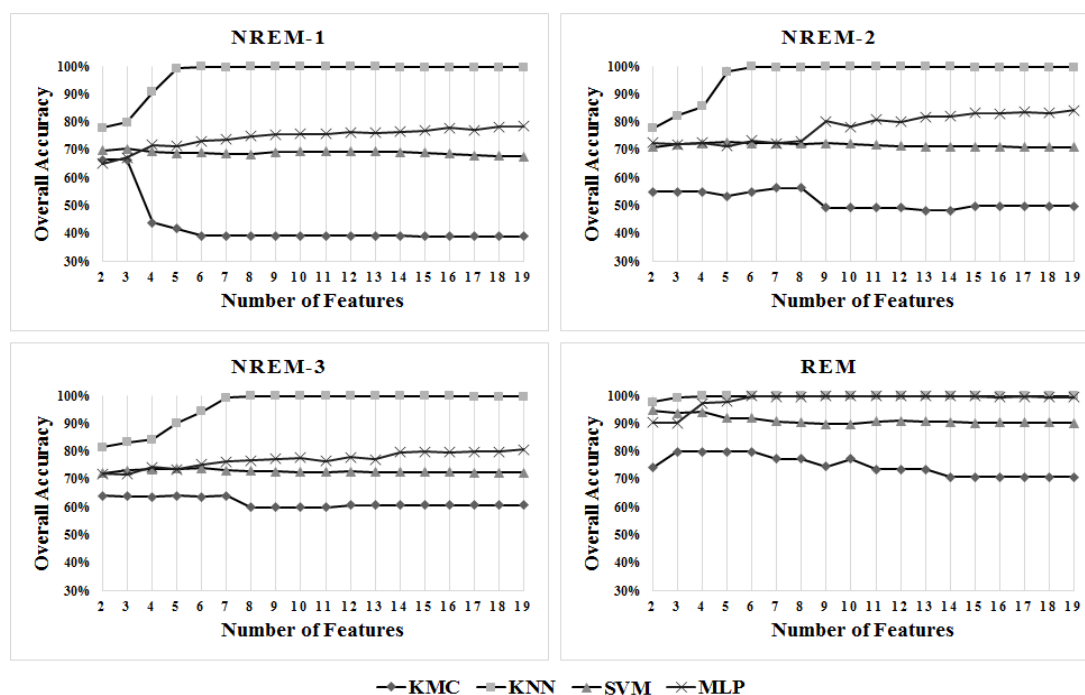 NREM-1
100%
90%
80%
70%
60%
50%
40%
30%
Overall Accuracy
2 3 4 5 6 7 8 9 10 11 12 13 14 15 16 17 18 19
Number of Features
NREM-2
100%
90%
80%
70%
60%
50%
40%
30%
Overall Accuracy
2 3 4 5 6 7 8 9 10 11 12 13 14 15 16 17 18 19
Number of Features
NREM-3
100%
90%
80%
70%
60%
50%
40%
30%
Overall Accuracy
2 3 4 5 6 7 8 9 10 11 12 13 14 15 16 17 18 19
Number of Features
REM
100%
90%
80%
70%
60%
50%
40%
30%
Overall Accuracy
2 3 4 5 6 7 8 9 10 11 12 13 14 15 16 17 18 19
Number of Features
KMC KNN SVM MLP